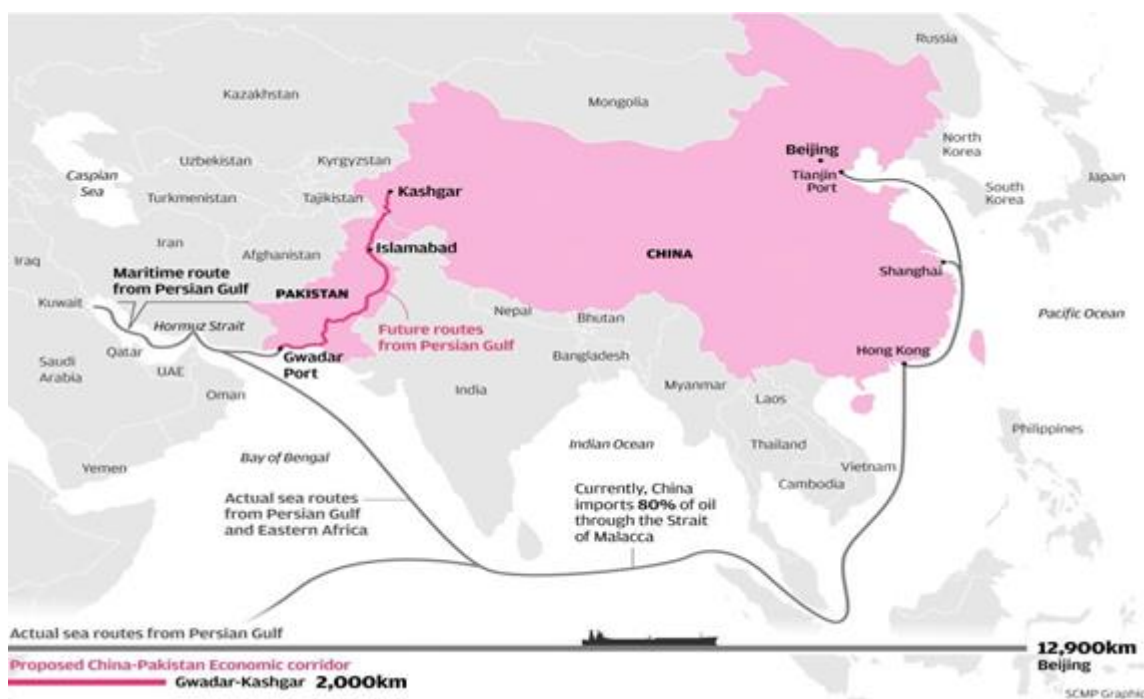 Russia
Kazakhstan
Mongolia
Uzbekistan
Kyrgyzstan
Caspian
Sea
Turkmenistan
Tajikistan
Kashgar
Beijing
Tianjin
Port
North
Korea
South
Korea
Japan
Iraq
Iran
Afghanistan
Islamabad
CHINA
Shanghai
Maritime route
from Persian Gulf
Kuwait
PAKISTAN
Hormuz Strait
Future routes
from Persian Gulf
Nepal
Bhutan
Pacific Ocean
Qatar
Saudi
Arabia
UAE
Gwadar
Port
Bangladesh
Hong Kong
Oman
India
Myanmar
Laos
Philippines
Yemen
Bay of Bengal
Indian Ocean
Thailand
Vietnam
Cambodia
Actual sea routes
from Persian Gulf
and Eastern Africa
Currently, China
imports 80% of oil
through the Strait
of Malacca
Actual sea routes from Persian Gulf
12,900km
Beijing
Proposed China-Pakistan Economic corridor
Gwadar-Kashgar 2,000km
SCMP Graphic